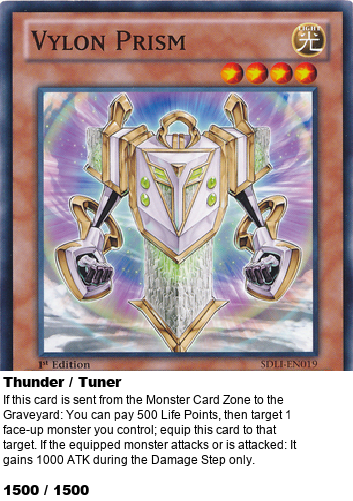 Vylon Prism
LIGHT
光
1st Edition
SDLI-EN019
Thunder / Tuner
If this card is sent from the Monster Card Zone to the
Graveyard: You can pay 500 Life Points, then target 1
face-up monster you control; equip this card to that
target. If the equipped monster attacks or is attacked: It
gains 1000 ATK during the Damage Step only.
1500 / 1500